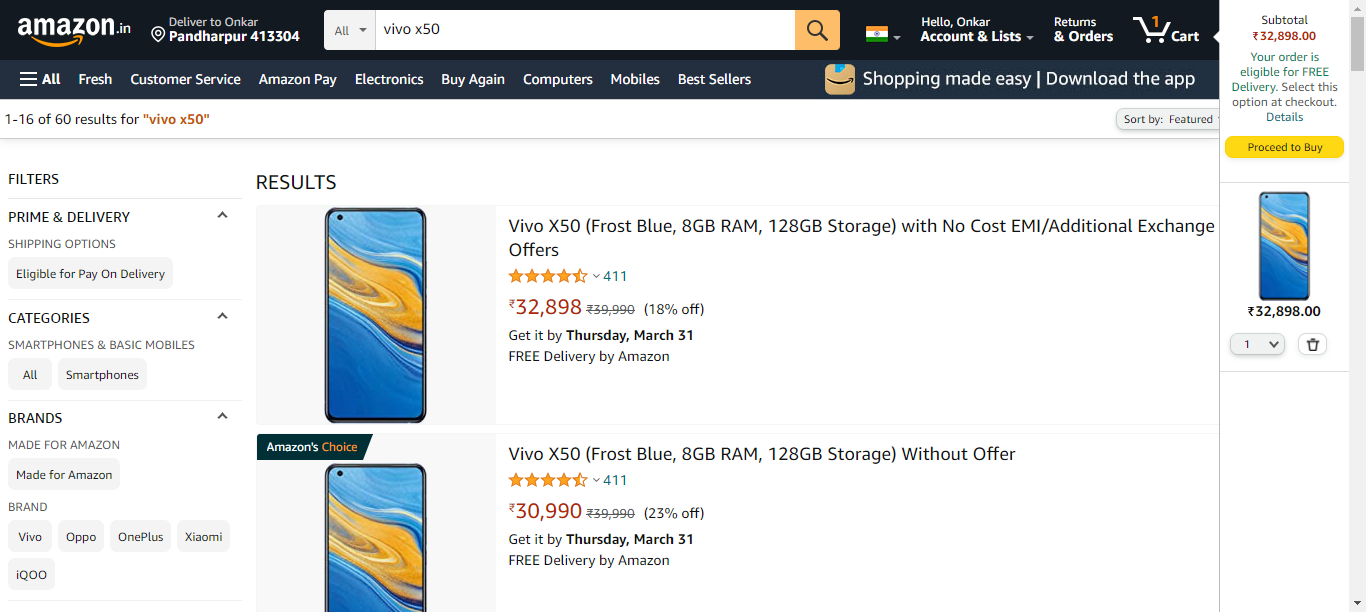 amazon.in
Deliver to Onkar
Pandharpur 413304
All
vivo x50
Hello, Onkar
Account & Lists
Returns
& Orders
1
Cart
All
Fresh
Customer Service
Amazon Pay
Electronics
Buy Again
Computers
Mobiles
Best Sellers
Shopping made easy | Download the app
1-16 of 60 results for "vivo x50"
Sort by: Featured
FILTERS
PRIME & DELIVERY
SHIPPING OPTIONS
Eligible for Pay On Delivery
CATEGORIES
SMARTPHONES & BASIC MOBILES
All
Smartphones
BRANDS
MADE FOR AMAZON
Made for Amazon
BRAND
Vivo
Oppo
OnePlus
Xiaomi
iQOO
RESULTS
Vivo X50 (Frost Blue, 8GB RAM, 128GB Storage) with No Cost EMI/Additional Exchange
Offers
411
₹32,898 ₹39,990 (18% off)
Get it by Thursday, March 31
FREE Delivery by Amazon
Amazon's Choice
Vivo X50 (Frost Blue, 8GB RAM, 128GB Storage) Without Offer
411
₹30,990 ₹39,990 (23% off)
Get it by Thursday, March 31
FREE Delivery by Amazon
Subtotal
₹32,898.00
Your order is
eligible for FREE
Delivery. Select this
option at checkout.
Details
Proceed to Buy
₹32,898.00
1